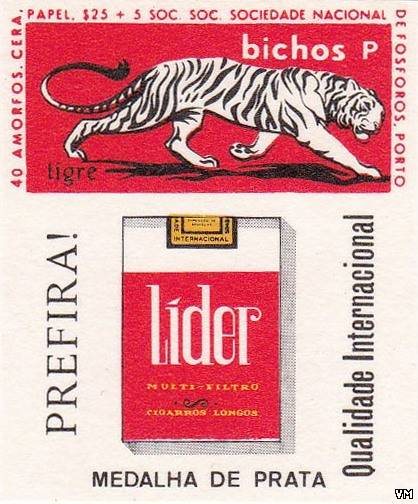 40 AMORFOS, CERA, PAPEL, $25 + 5 SOC. SOC. SOCIEDADE NACIONAL DE FOSFOROS, PORTO
bichos P
tigre
PREFIRA!
INTERNACIONAL
Líder
MULTI-FILTRO
CIGARROS LONGOS
Qualidade Internacional
MEDALHA DE PRATA
VM